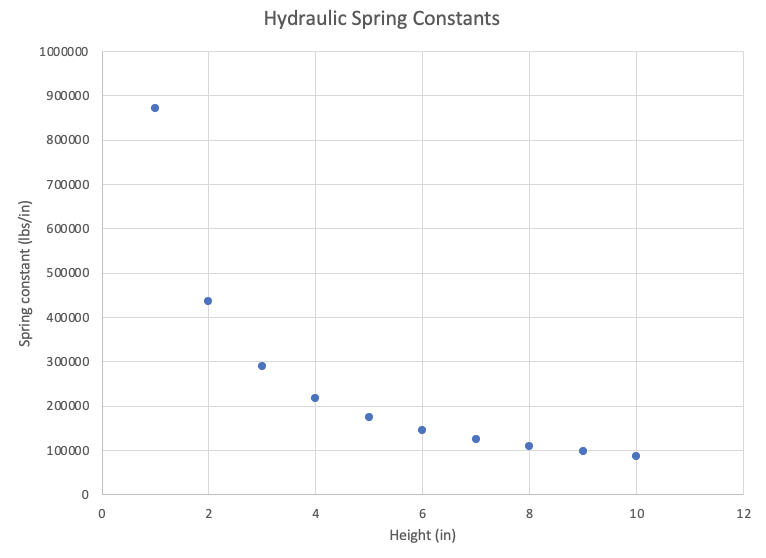 Hydraulic Spring Constants
1000000
900000
800000
700000
600000
500000
400000
300000
200000
100000
0
Spring constant (lbs/in)
0 2 4 6 8 10 12
Height (in)